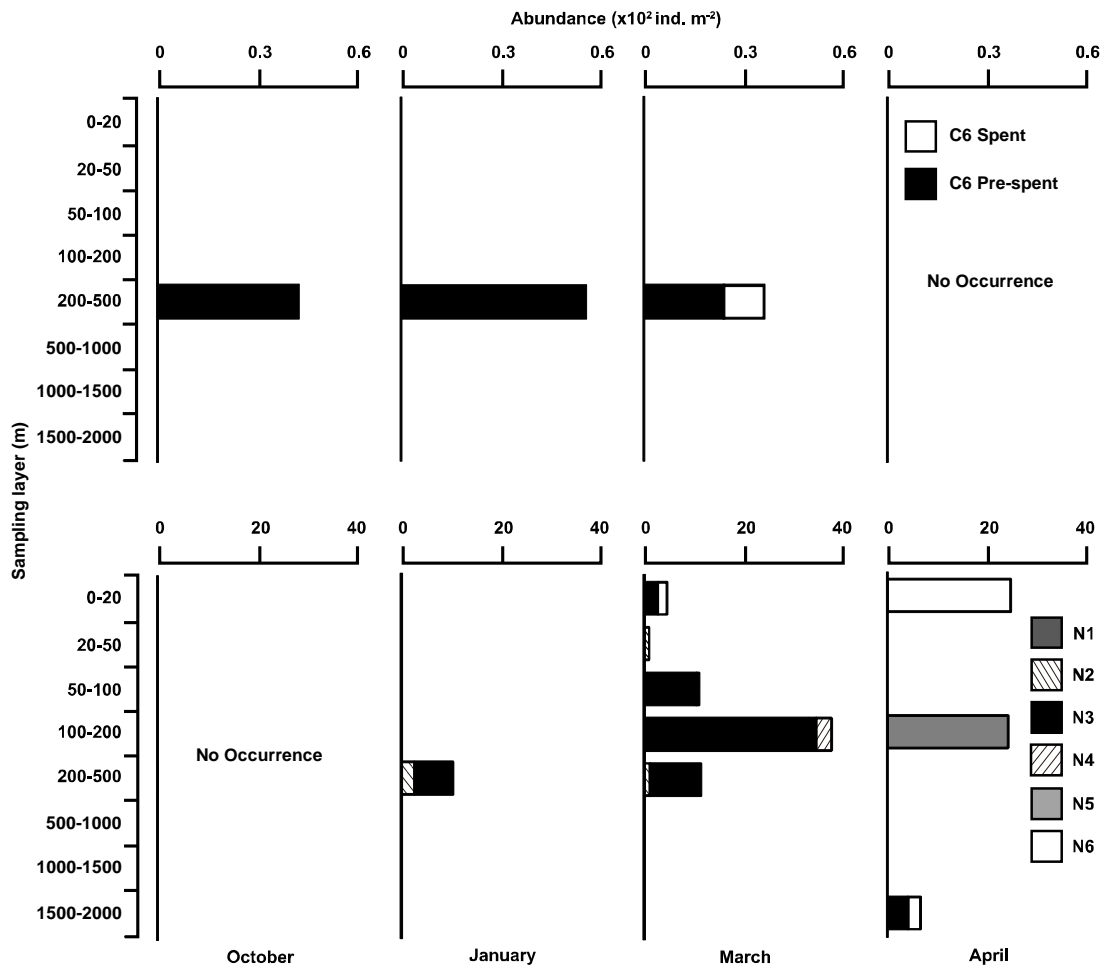 Abundance (x10² ind. m⁻²)
0 0.3 0.6 0 0.3 0.6 0 0.3 0.6 0 0.3 0.6
0-20
20-50
50-100
100-200
200-500
500-1000
1000-1500
1500-2000
C6 Spent
C6 Pre-spent
No Occurrence
Sampling layer (m)
0 20 40 0 20 40 0 20 40 0 20 40
0-20
20-50
50-100
100-200
200-500
500-1000
1000-1500
1500-2000
No Occurrence
N1
N2
N3
N4
N5
N6
October January March April